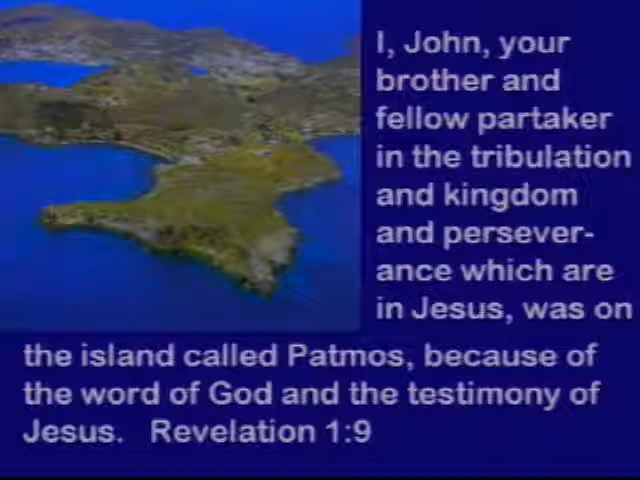 I, John, your
brother and
fellow partaker
in the tribulation
and kingdom
and persever-
ance which are
in Jesus, was on
the island called Patmos, because of
the word of God and the testimony of
Jesus. Revelation 1:9